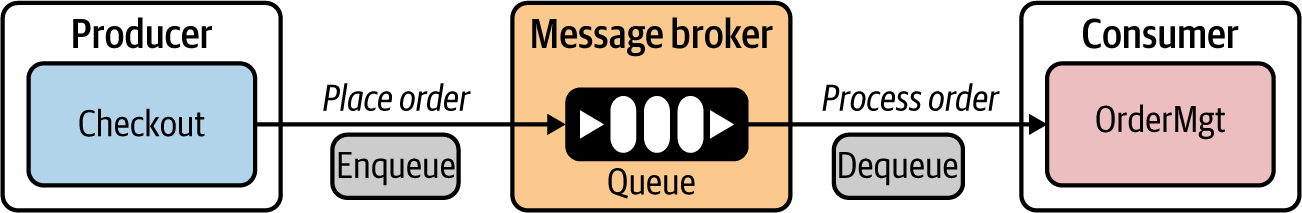 Producer
Checkout
Place order
Enqueue
Message broker
Queue
Process order
Dequeue
Consumer
OrderMgt